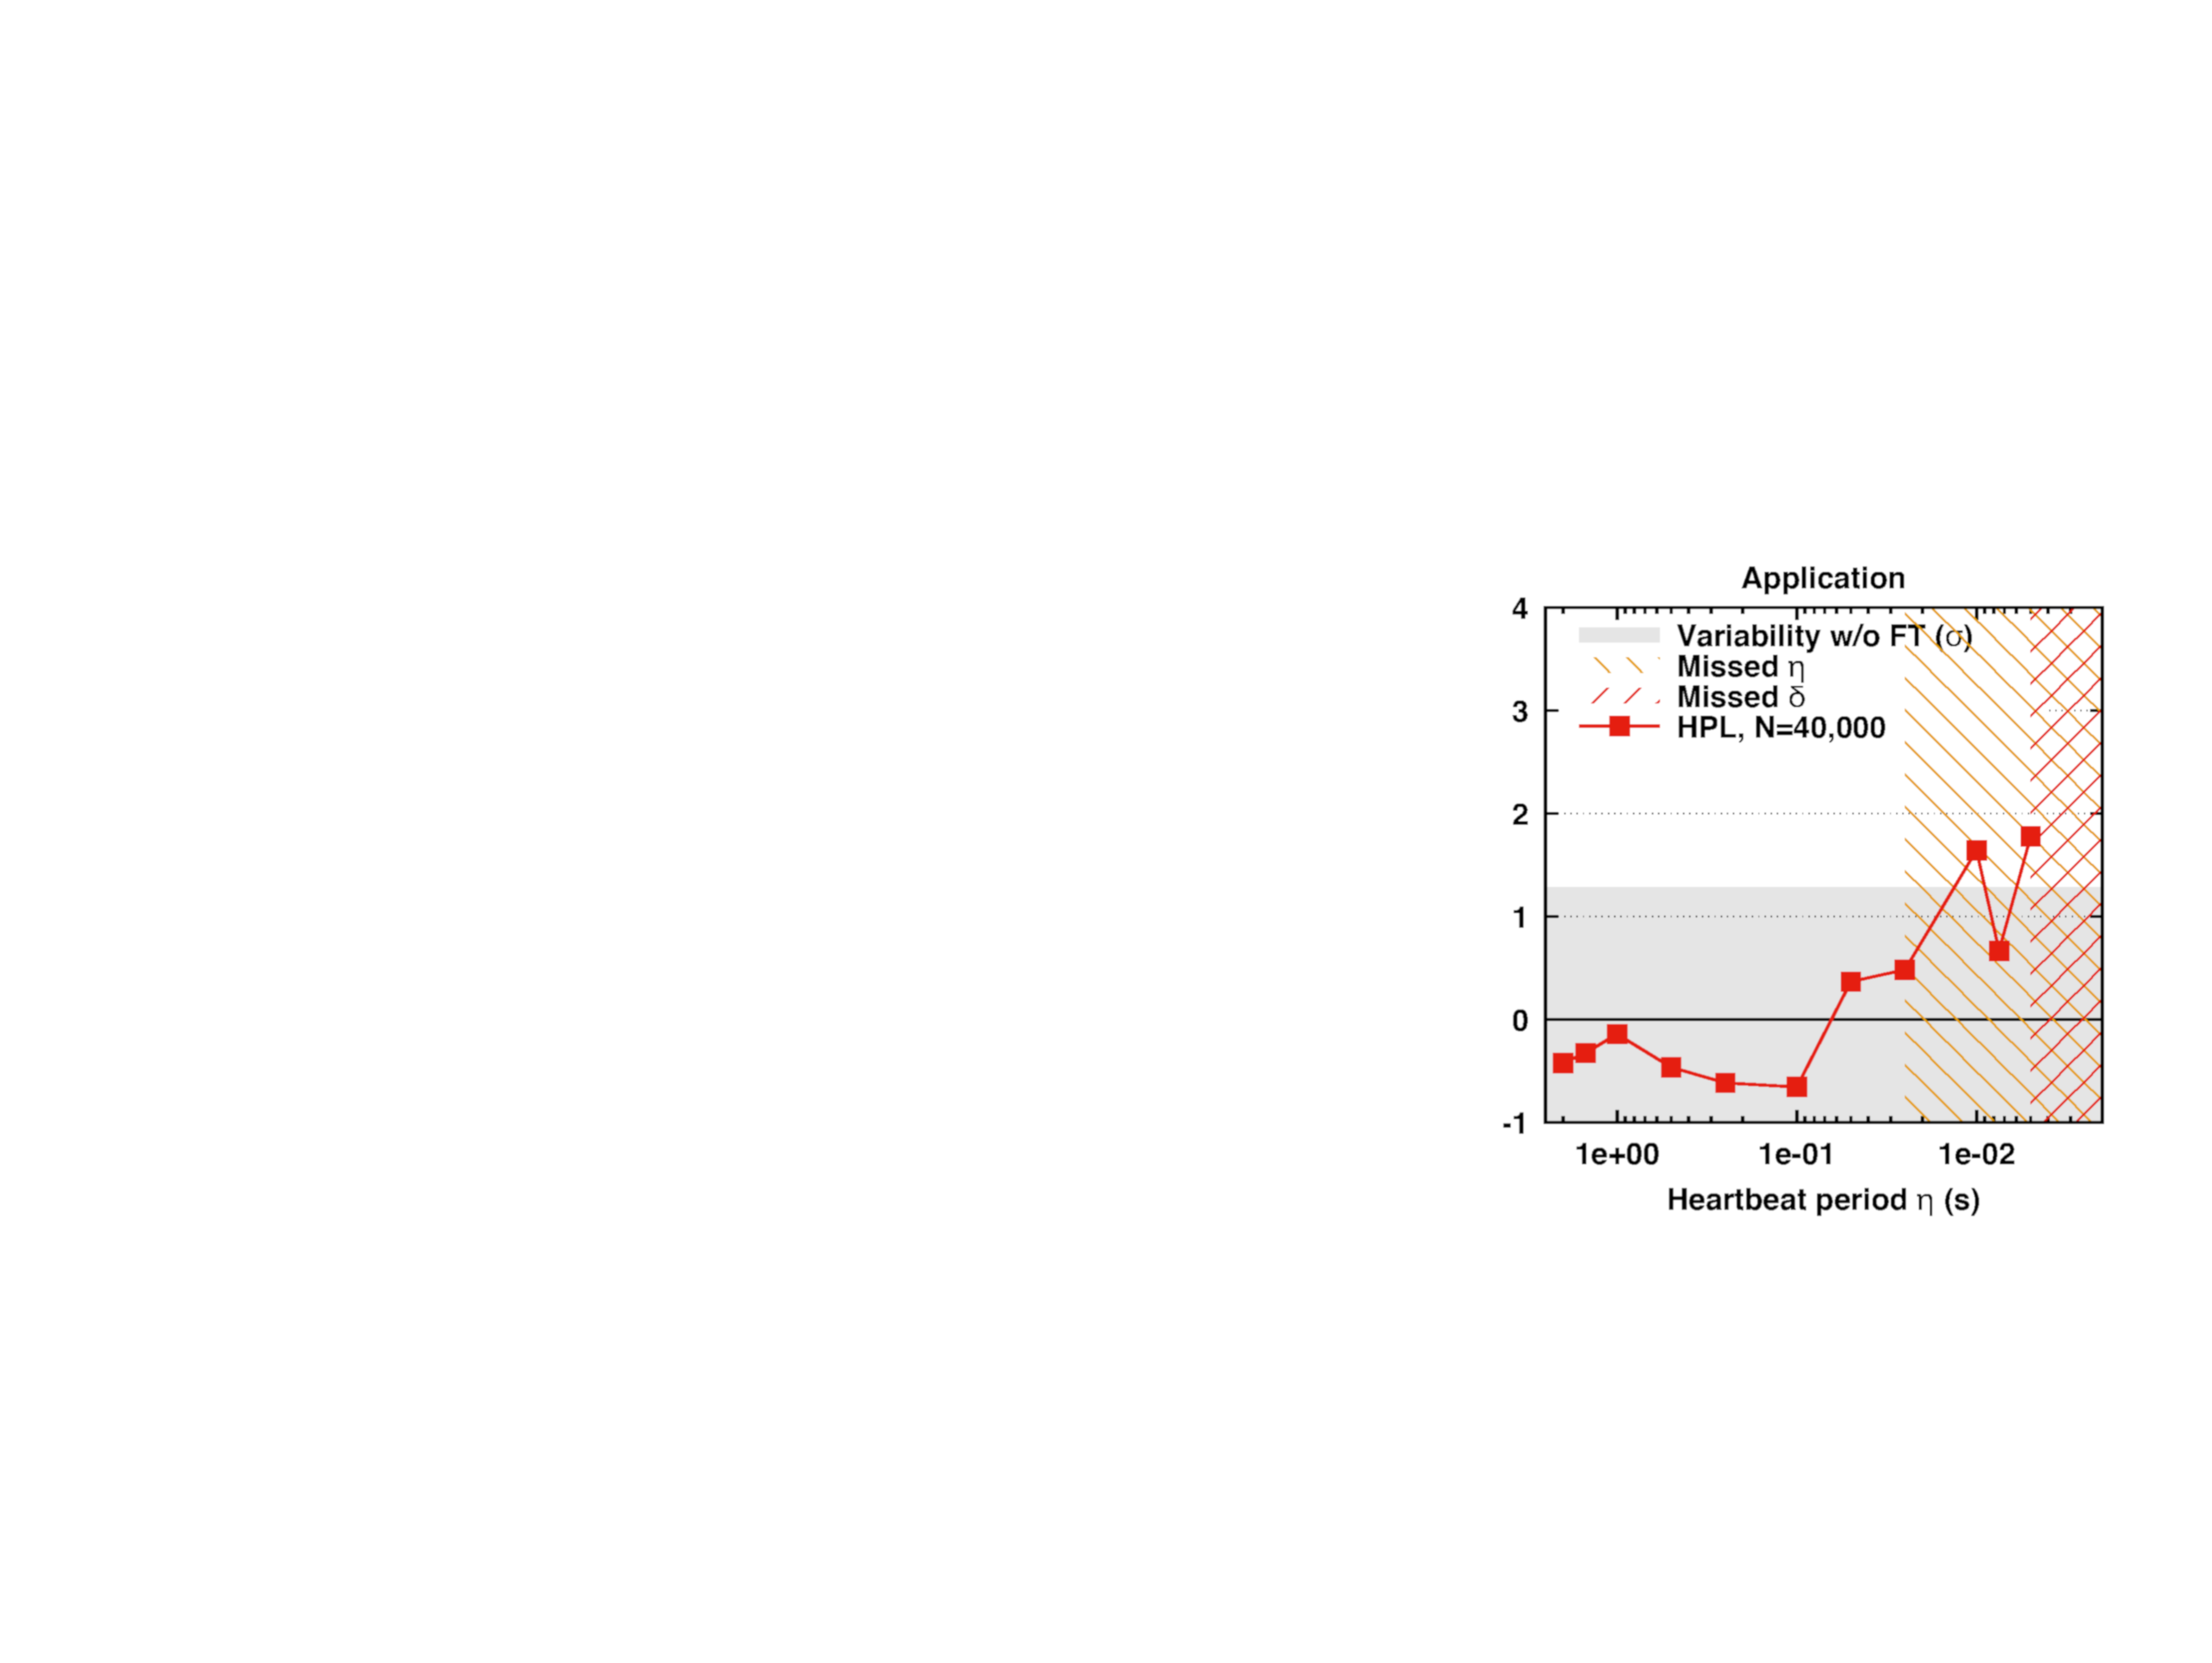 Application
4
3
2
1
0
-1
Variability w/o FT (σ)
Missed η
Missed δ
HPL, N=40,000
1e+00 1e-01 1e-02
Heartbeat period η (s)